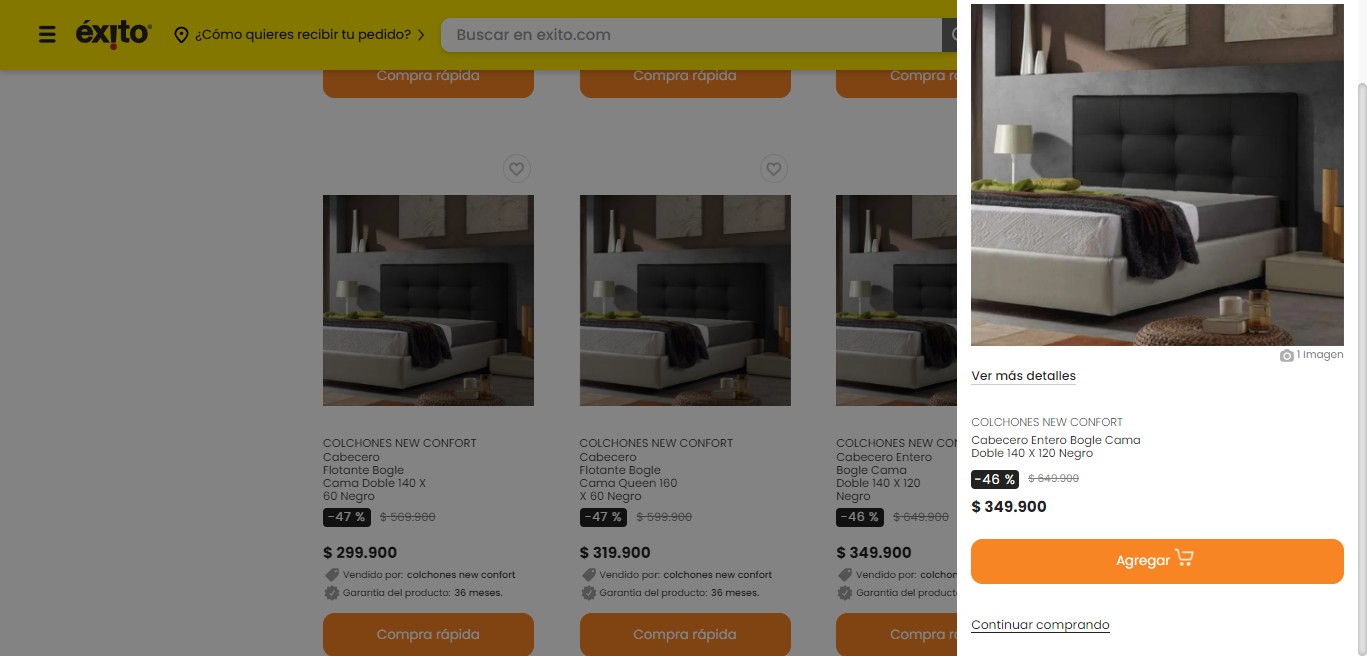 éxito
¿Cómo quieres recibir tu pedido?
Buscar en exito.com
Compra rápida
Compra rápida
Compra r
COLCHONES NEW CONFORT
Cabecero
Flotante Bogle
Cama Doble 140 X
60 Negro
-47 % $ 569.900
$ 299.900
Vendido por: colchones new confort
Garantía del producto: 36 meses.
Compra rápida
COLCHONES NEW CONFORT
Cabecero
Flotante Bogle
Cama Queen 160
X 60 Negro
-47 % $ 599.900
$ 319.900
Vendido por: colchones new confort
Garantía del producto: 36 meses.
Compra rápida
COLCHONES NEW CO
Cabecero Entero
Bogle Cama
Doble 140 X 120
Negro
-46 % $ 649.900
$ 349.900
Vendido por: colchon
Garantía del product
Compra r
1 Imagen
Ver más detalles
COLCHONES NEW CONFORT
Cabecero Entero Bogle Cama
Doble 140 X 120 Negro
-46 % $ 649.900
$ 349.900
Agregar
Continuar comprando